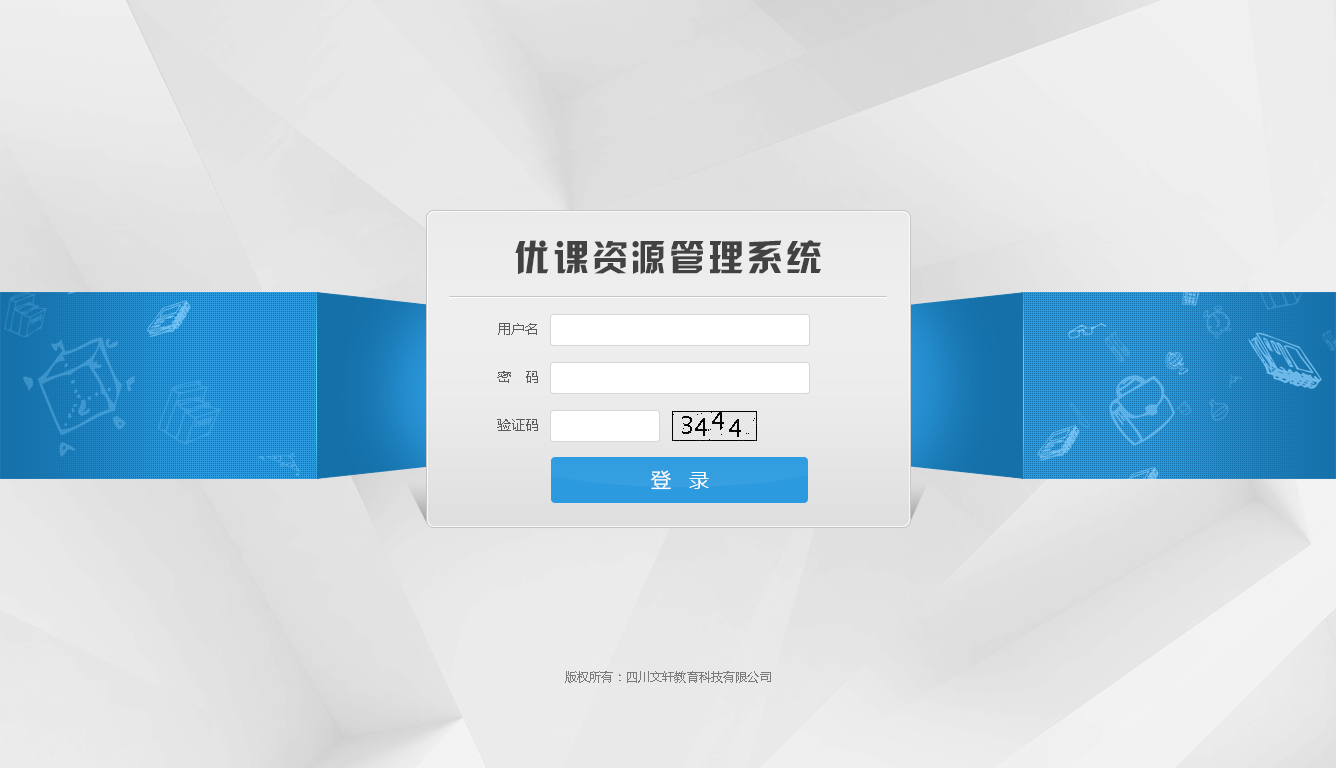 优课资源管理系统
用户名
密 码
验证码 3444
登 录
版权所有：四川文轩教育科技有限公司